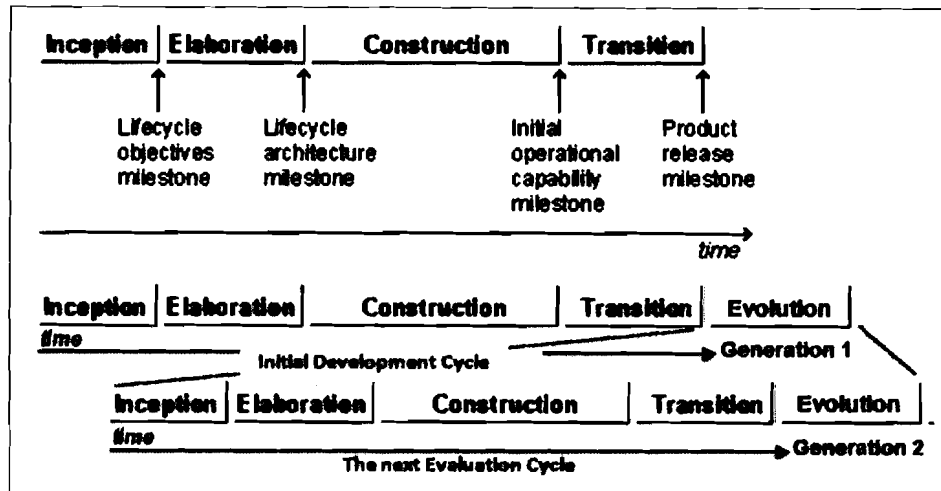 Inception Elaboration Construction Transition
Lifecycle objectives milestone
Lifecycle architecture milestone
Initial operational capability milestone
Product release milestone
time
Inception Elaboration Construction Transition Evolution
time
Initial Development Cycle
Generation 1
Inception Elaboration Construction Transition Evolution
time
Generation 2
The next Evaluation Cycle